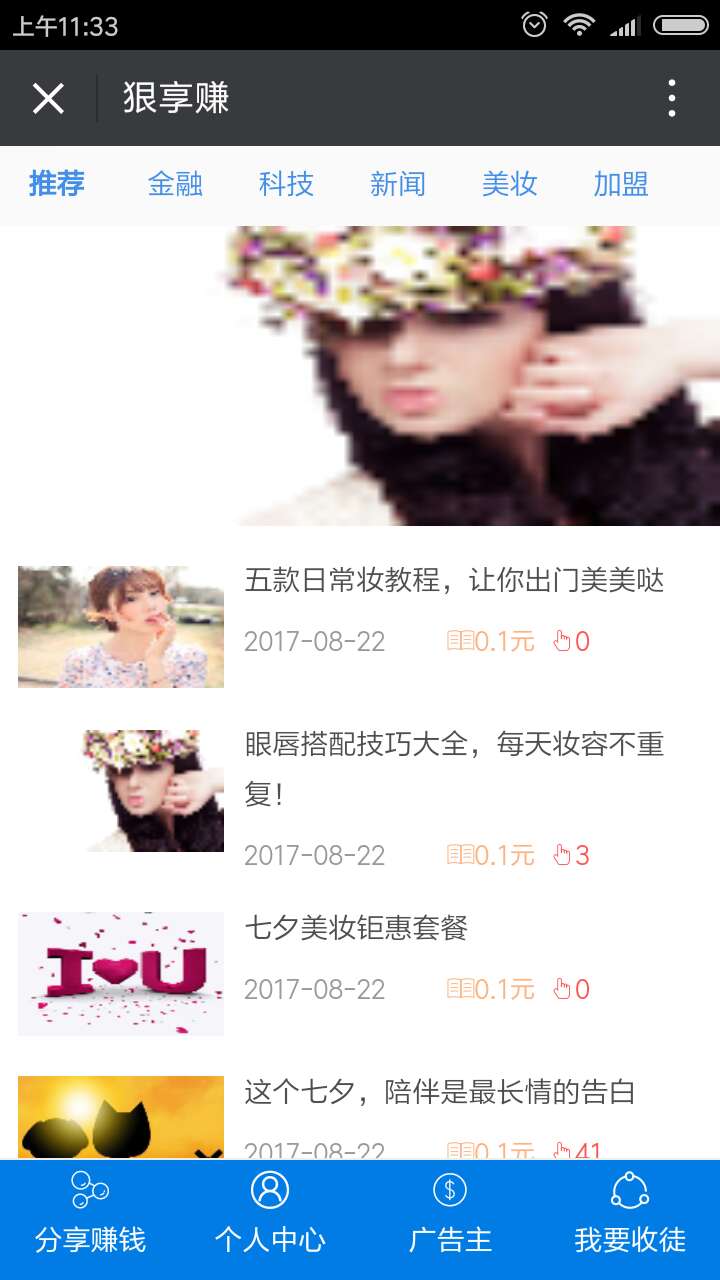 上午11:33
狠享赚
推荐 金融 科技 新闻 美妆 加盟
五款日常妆教程，让你出门美美哒
2017-08-22 0.1元 0
眼唇搭配技巧大全，每天妆容不重
复！
2017-08-22 0.1元 3
I U
七夕美妆钜惠套餐
2017-08-22 0.1元 0
这个七夕，陪伴是最长情的告白
2017-08-22 0.1元 41
分享赚钱 个人中心 广告主 我要收徒